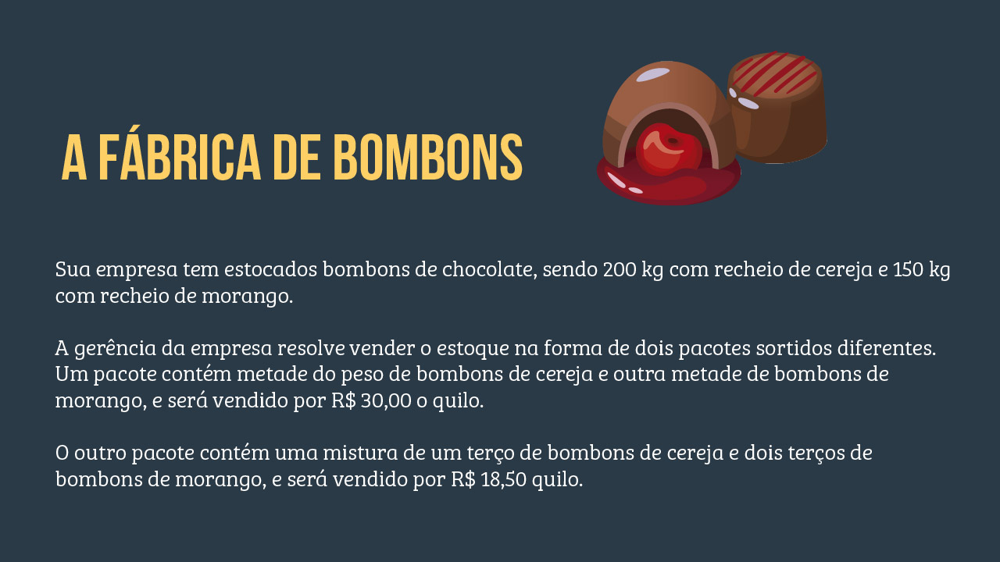 A FÁBRICA DE BOMBONS
Sua empresa tem estocados bombons de chocolate, sendo 200 kg com recheio de cereja e 150 kg
com recheio de morango.
A gerência da empresa resolve vender o estoque na forma de dois pacotes sortidos diferentes.
Um pacote contém metade do peso de bombons de cereja e outra metade de bombons de
morango, e será vendido por R$ 30,00 o quilo.
O outro pacote contém uma mistura de um terço de bombons de cereja e dois terços de
bombons de morango, e será vendido por R$ 18,50 quilo.